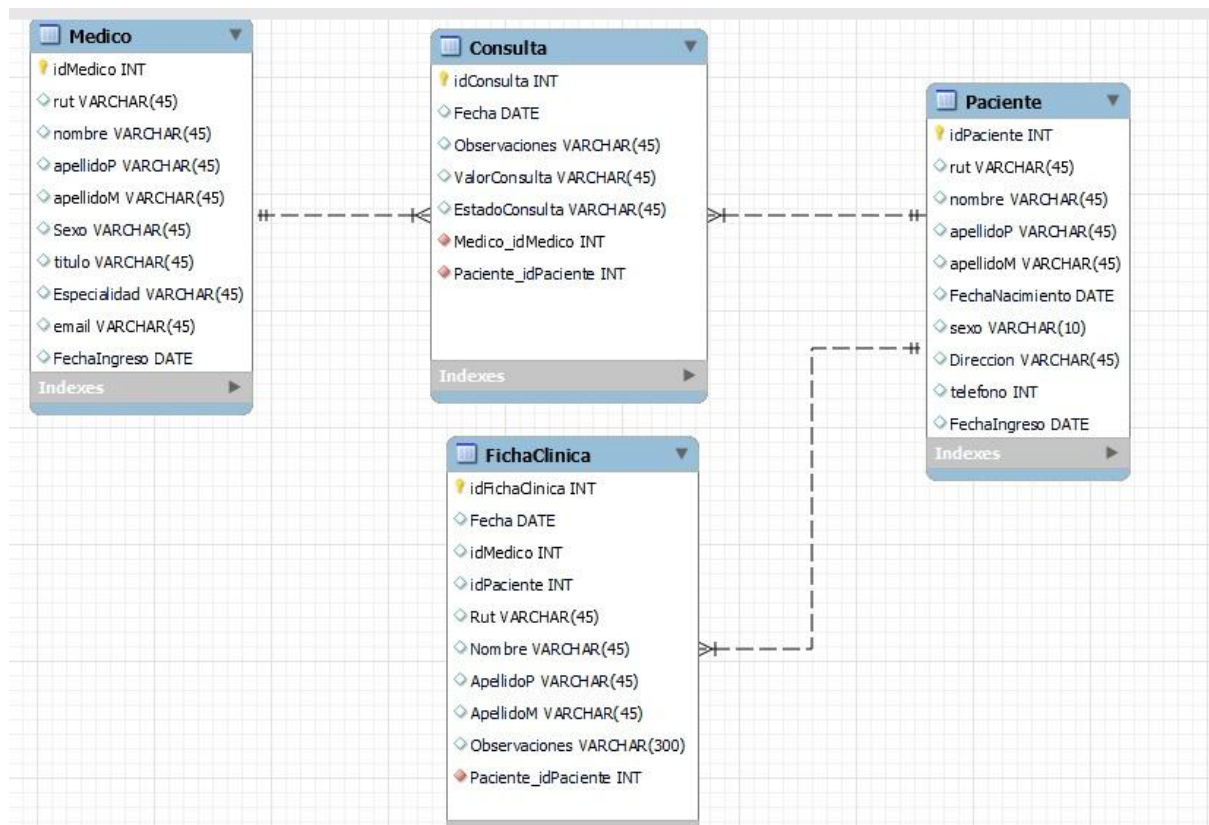 Medico
idMedico INT
rut VARCHAR(45)
nombre VARCHAR(45)
apellidoP VARCHAR(45)
apellidoM VARCHAR(45)
Sexo VARCHAR(45)
titulo VARCHAR(45)
Especialidad VARCHAR(45)
email VARCHAR(45)
FechaIngreso DATE
Indexes
Consulta
idConsulta INT
Fecha DATE
Observaciones VARCHAR(45)
ValorConsulta VARCHAR(45)
EstadoConsulta VARCHAR(45)
Medico_idMedico INT
Paciente_idPaciente INT
Indexes
Paciente
idPaciente INT
rut VARCHAR(45)
nombre VARCHAR(45)
apellidoP VARCHAR(45)
apellidoM VARCHAR(45)
FechaNacimiento DATE
sexo VARCHAR(10)
Direccion VARCHAR(45)
telefono INT
FechaIngreso DATE
Indexes
FichaClinica
idFichaClinica INT
Fecha DATE
idMedico INT
idPaciente INT
Rut VARCHAR(45)
Nombre VARCHAR(45)
ApellidoP VARCHAR(45)
ApellidoM VARCHAR(45)
Observaciones VARCHAR(300)
Paciente_idPaciente INT